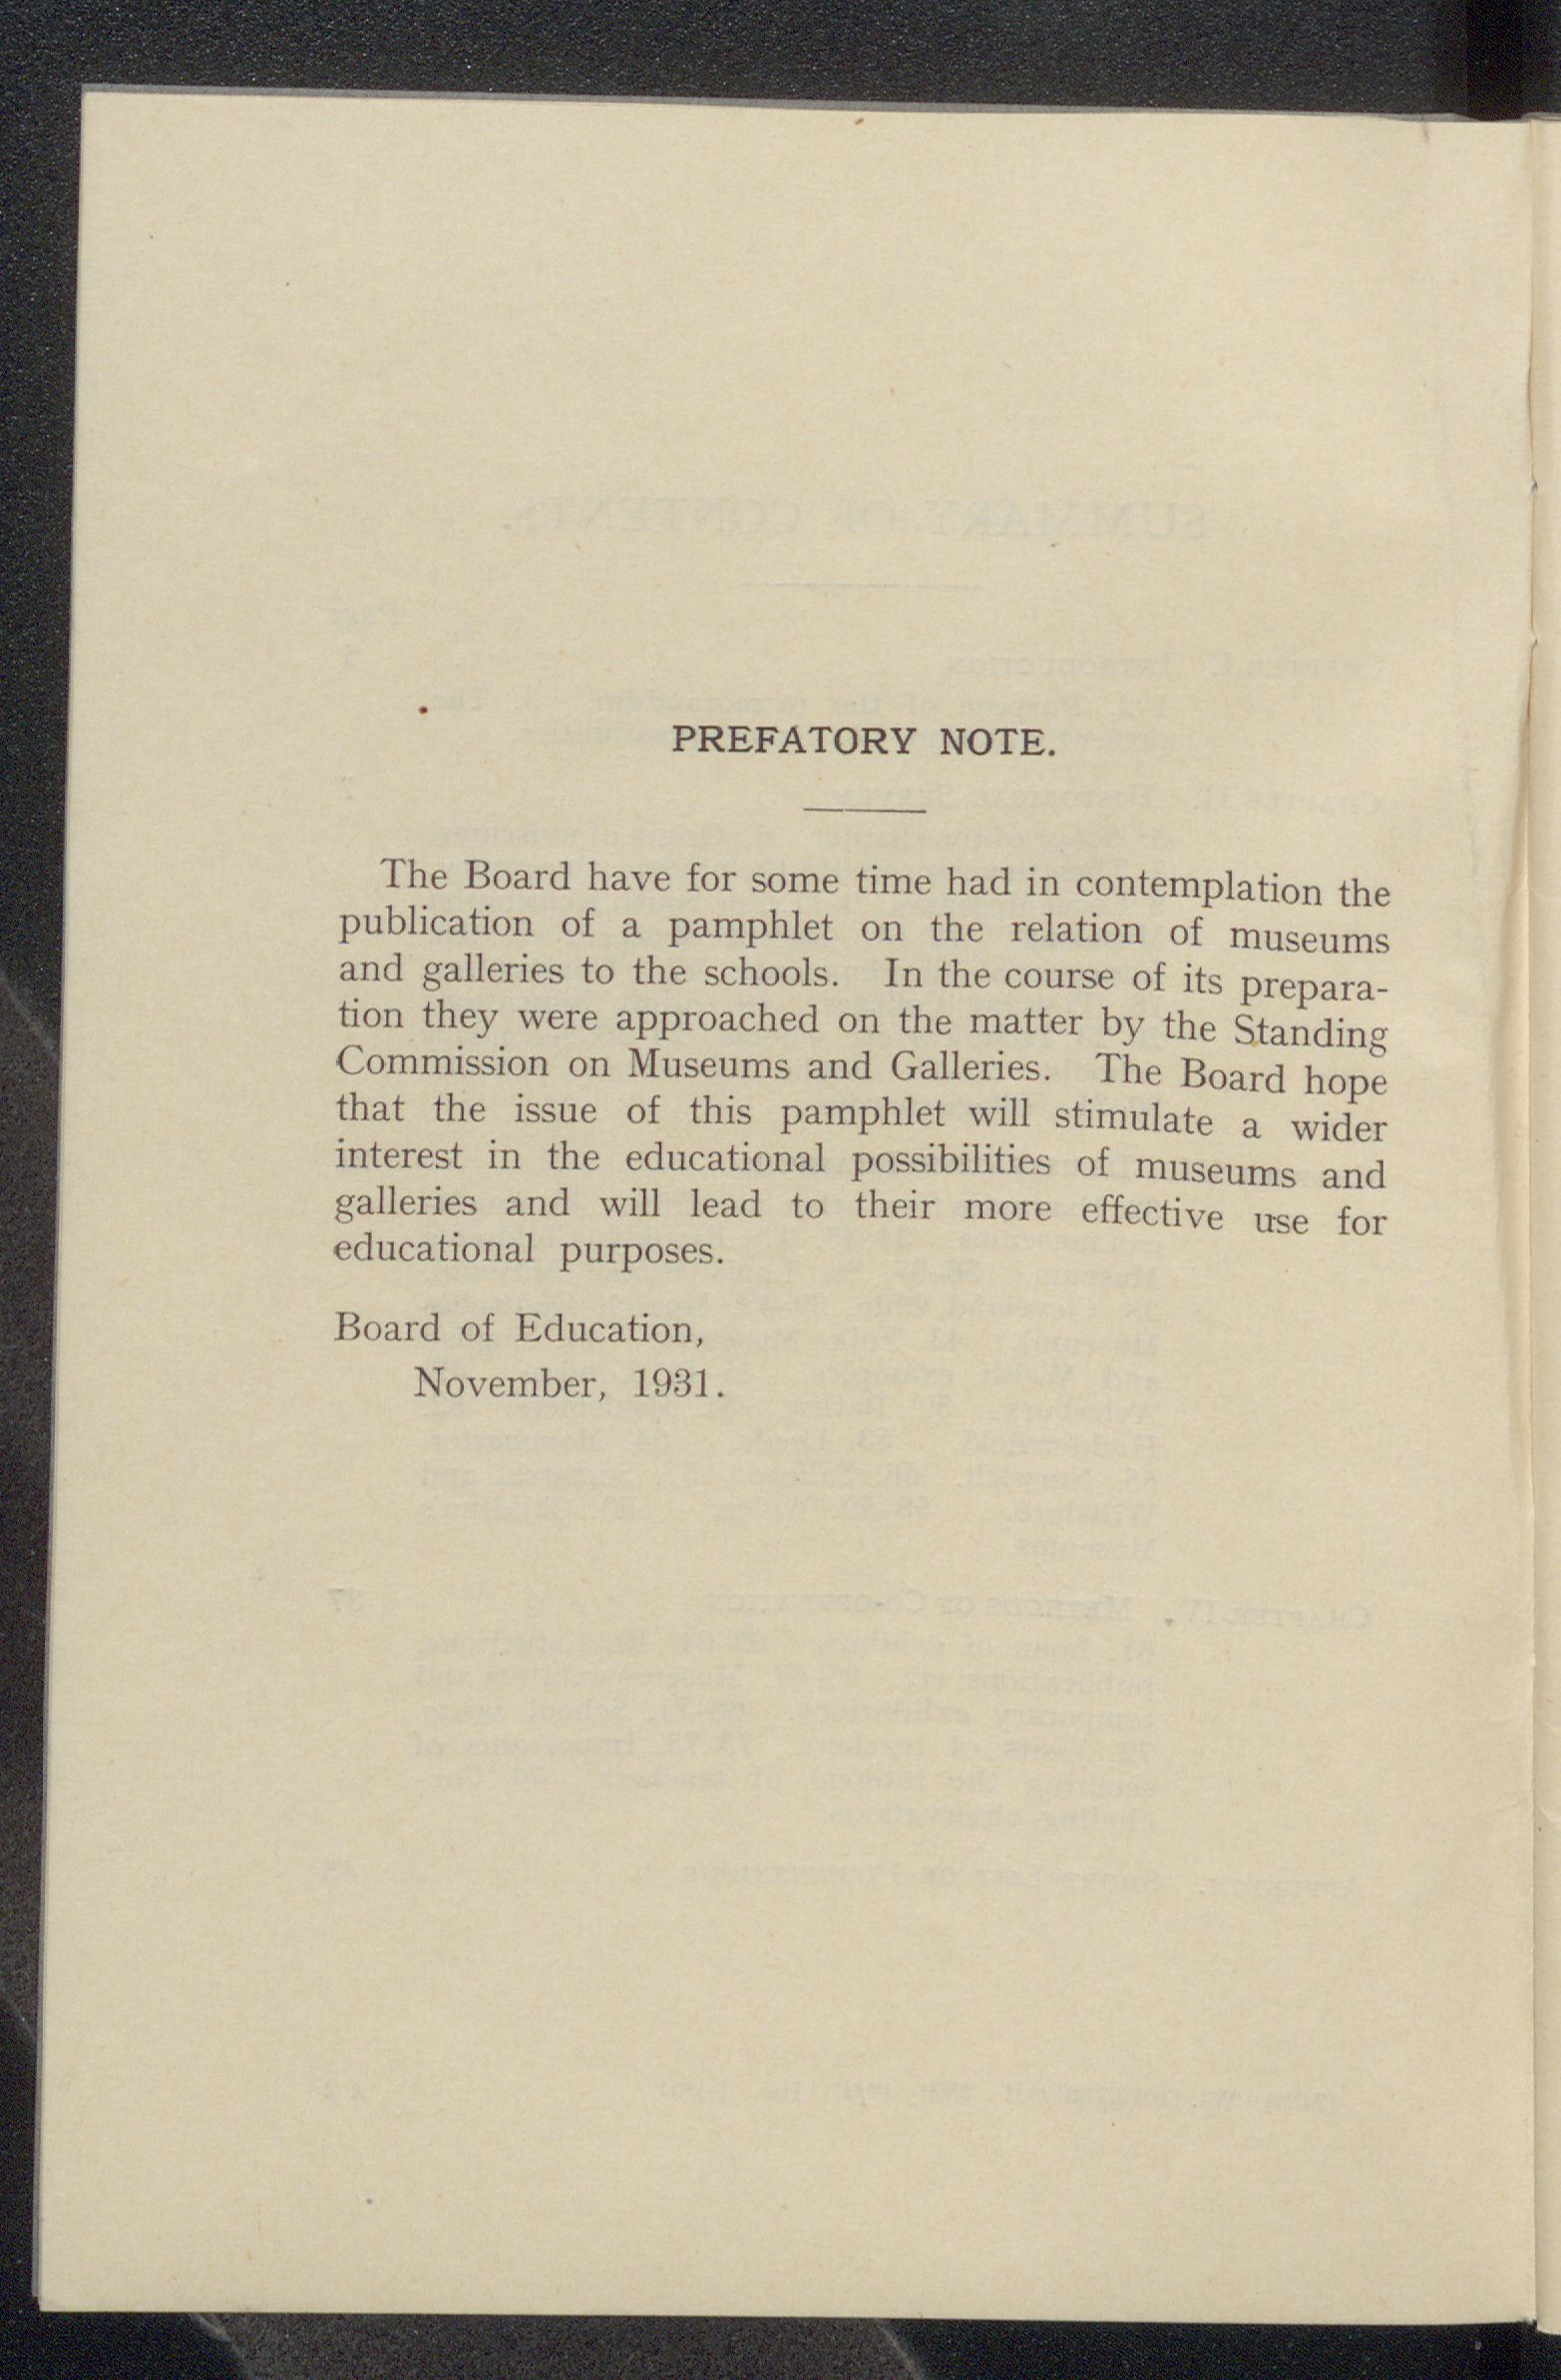 PREFATORY NOTE.
The Board have for some time had in contemplation the
publication of a pamphlet on the relation of museums
and galleries to the schools. In the course of its prepara-
tion they were approached on the matter by the Standing
Commission on Museums and Galleries. The Board hope
that the issue of this pamphlet will stimulate a wider
interest in the educational possibilities of museums and
galleries and will lead to their more effective use for
educational purposes.
Board of Education,
November, 1931.